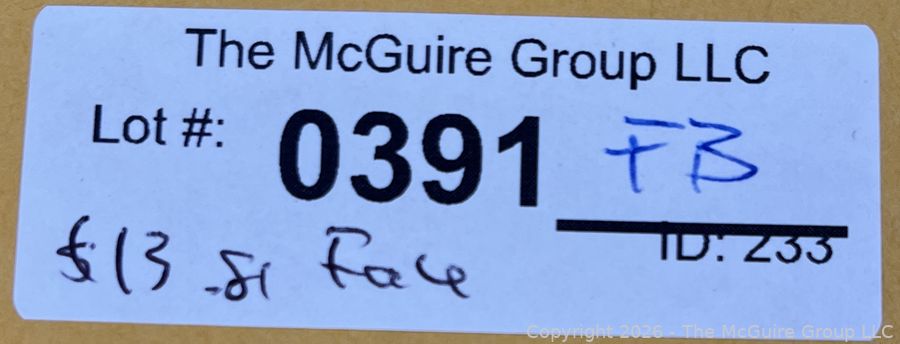 The McGuire Group LLC
Lot #: 0391 FB
ID: 233
$13.81 Face
Copyright 2026 - The McGuire Group LLC